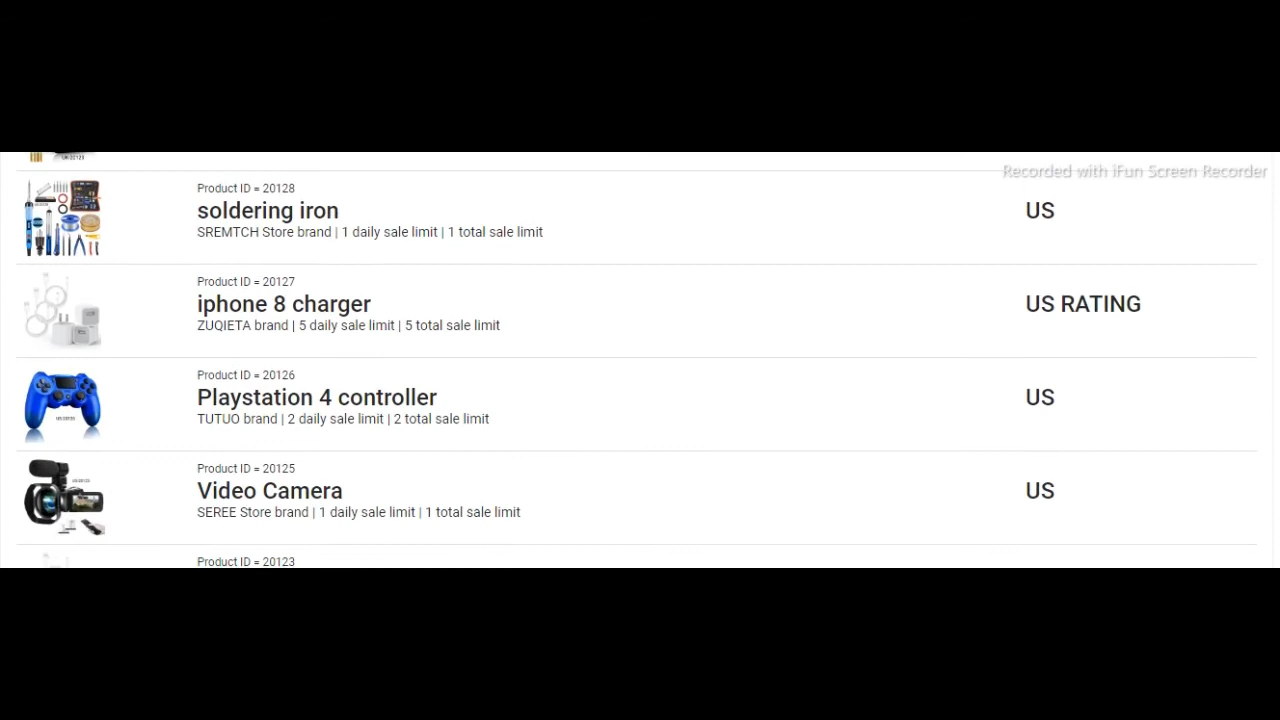 Recorded with iFun Screen Recorder
Product ID = 20128
soldering iron
US
SREMTCH Store brand | 1 daily sale limit | 1 total sale limit
Product ID = 20127
iphone 8 charger
US RATING
ZUQIETA brand | 5 daily sale limit | 5 total sale limit
Product ID = 20126
Playstation 4 controller
US
TUTUO brand | 2 daily sale limit | 2 total sale limit
Product ID = 20125
Video Camera
US
SEREE Store brand | 1 daily sale limit | 1 total sale limit
Product ID = 20123